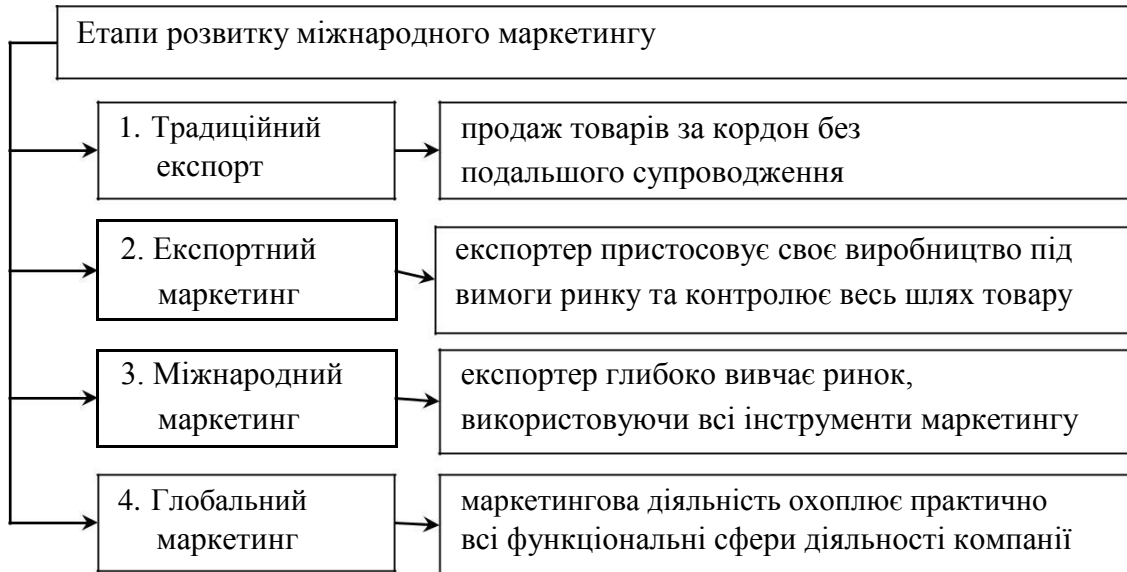 Етапи розвитку міжнародного маркетингу
1. Традиційний
експорт
продаж товарів за кордон без
подальшого супроводження
2. Експортний
маркетинг
експортер пристосовує своє виробництво під
вимоги ринку та контролює весь шлях товару
3. Міжнародний
маркетинг
експортер глибоко вивчає ринок,
використовуючи всі інструменти маркетингу
4. Глобальний
маркетинг
маркетингова діяльність охоплює практично
всі функціональні сфери діяльності компанії